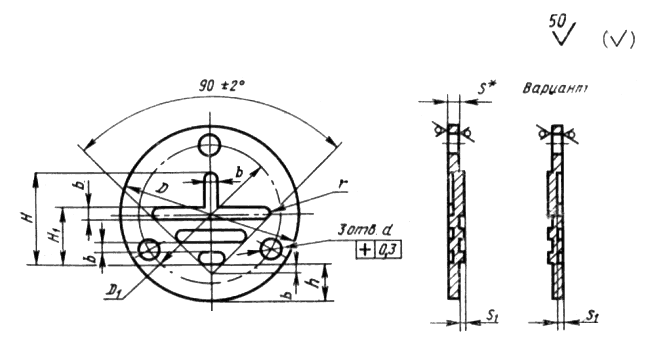 50
(√)
90 ±2°
S*
Вариант
b
D
b
r
H
H₁
3 отв. d
⌖ 0,3
b
D₁
b
h
S₁
S₁